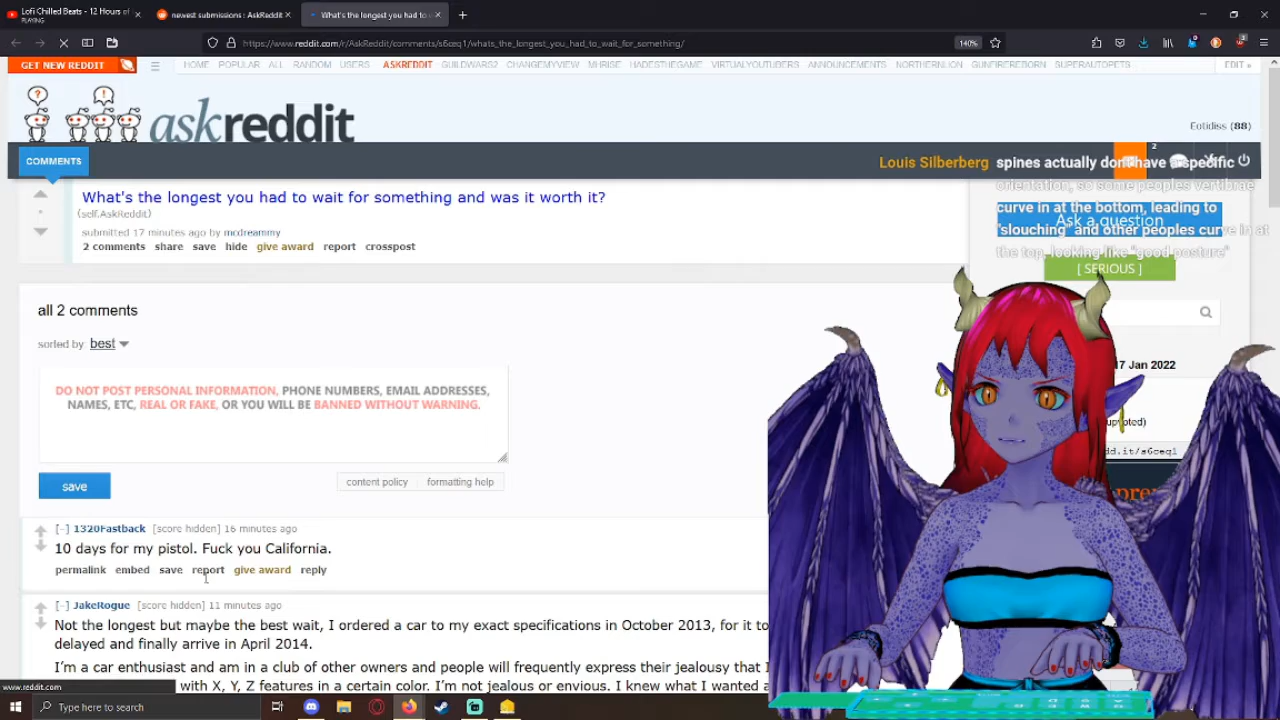 Lofi Chilled Beats - 12 Hours of
PLAYING
newest submissions : AskReddit
What's the longest you had to
https://www.reddit.com/r/AskReddit/comments/s6ceq1/whats_the_longest_you_had_to_wait_for_something/
140%
GET NEW REDDIT
HOME POPULAR ALL RANDOM USERS ASKREDDIT GUILDWARS2 CHANGEMYVIEW MHRISE HADESTHEGAME VIRTUALYOUTUBERS ANNOUNCEMENTS NORTHERNLION GUNFIREREBORN SUPERAUTOPETS EDIT »
askreddit
Eotidiss (88)
COMMENTS
2
Louis Silberberg spines actually don't have a specific
orientation, so some peoples vertibrae
curve in at the bottom, leading to
"slouching" and other peoples curve in at
the top, looking like "good posture"
Ask a question
[ SERIOUS ]
What's the longest you had to wait for something and was it worth it?
(self.AskReddit)
submitted 17 minutes ago by mcdreammy
2 comments share save hide give award report crosspost
17 Jan 2022
upvoted)
dd.it/s6ceqi
all 2 comments
sorted by best
DO NOT POST PERSONAL INFORMATION, PHONE NUMBERS, EMAIL ADDRESSES,
NAMES, ETC, REAL OR FAKE, OR YOU WILL BE BANNED WITHOUT WARNING.
save
content policy formatting help
[-] 1320Fastback [score hidden] 16 minutes ago
10 days for my pistol. Fuck you California.
permalink embed save report give award reply
[-] JakeRogue [score hidden] 11 minutes ago
Not the longest but maybe the best wait, I ordered a car to my exact specifications in October 2013, for it to
delayed and finally arrive in April 2014.
I'm a car enthusiast and am in a club of other owners and people will frequently express their jealousy that I
with X, Y, Z features in a certain color. I'm not jealous or envious. I knew what I wanted a
www.reddit.com
Type here to search